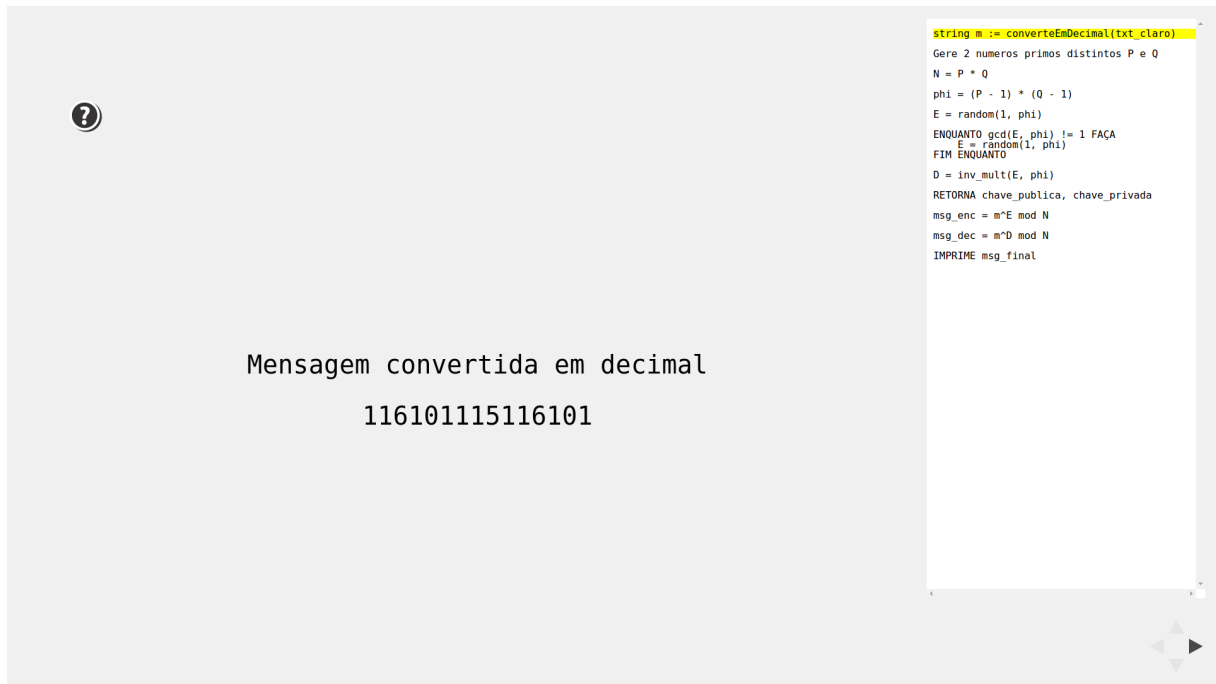 string m := converteEmDecimal(txt_claro)
Gere 2 numeros primos distintos P e Q
N = P * Q
phi = (P - 1) * (Q - 1)
E = random(1, phi)
ENQUANTO gcd(E, phi) != 1 FAÇA
    E = random(1, phi)
FIM ENQUANTO
D = inv_mult(E, phi)
RETORNA chave_publica, chave_privada
msg_enc = m^E mod N
msg_dec = m^D mod N
IMPRIME msg_final
?
Mensagem convertida em decimal
116101115116101